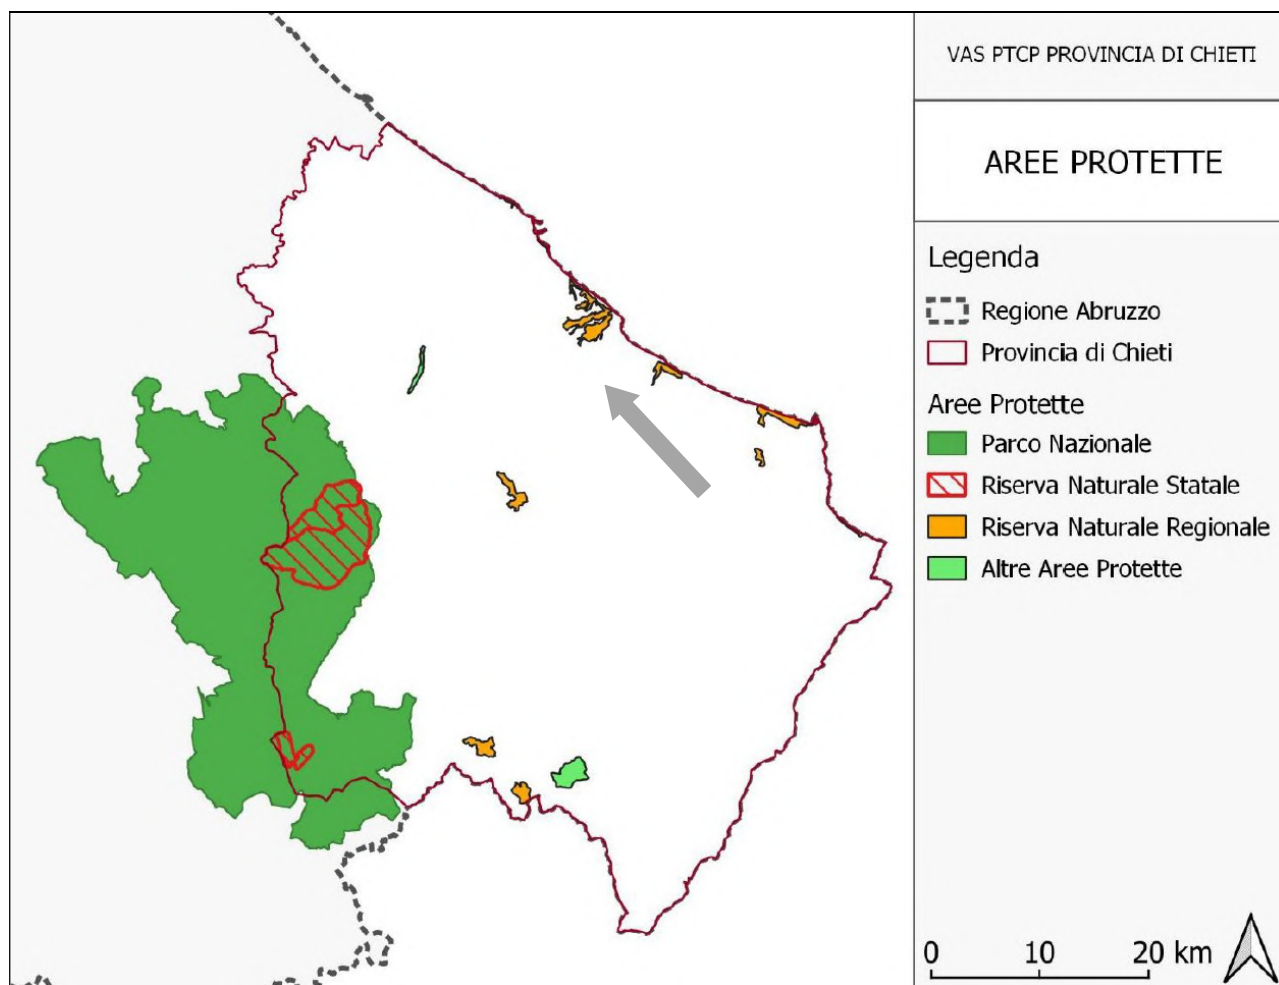 VAS PTCP PROVINCIA DI CHIETI
AREE PROTETTE
Legenda
Regione Abruzzo
Provincia di Chieti
Aree Protette
Parco Nazionale
Riserva Naturale Statale
Riserva Naturale Regionale
Altre Aree Protette
0 10 20 km